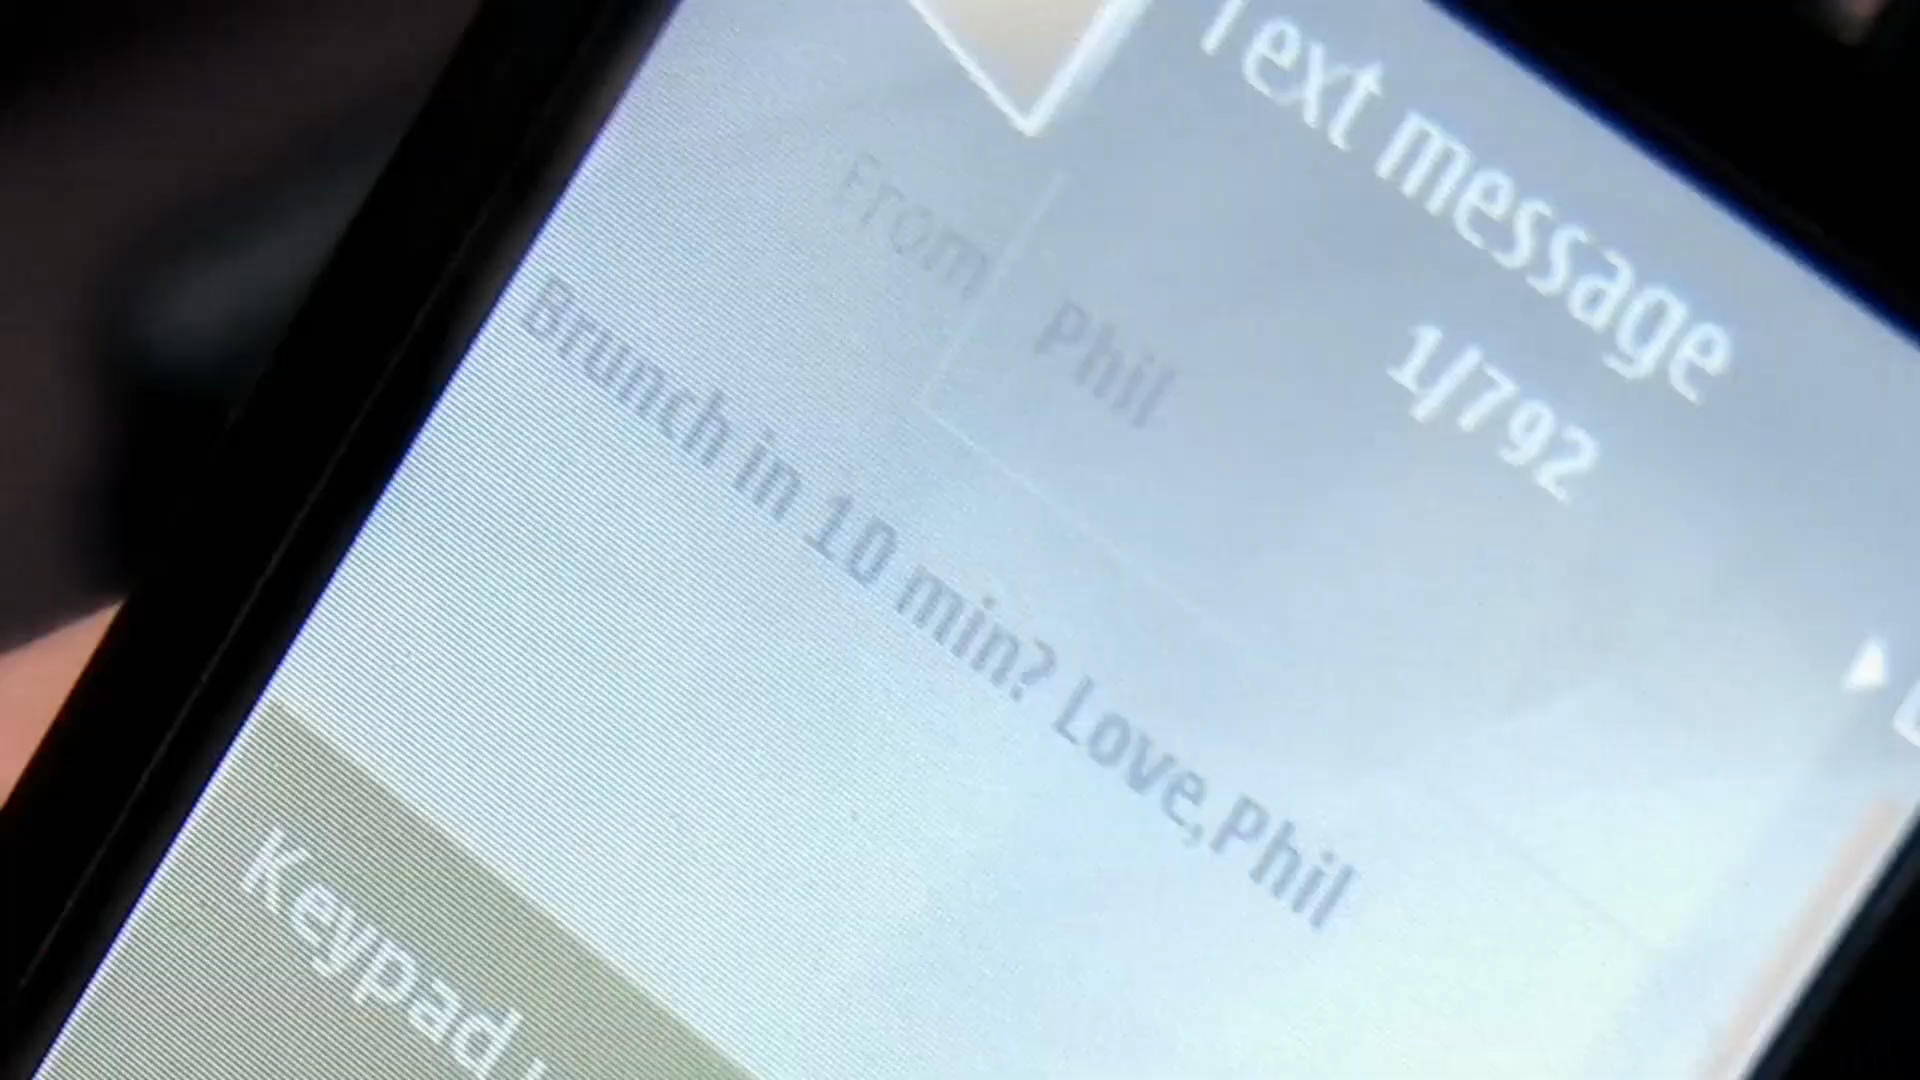 Text message
1/792
From
Phil
Brunch in 10 min? Love,Phil
Keypad